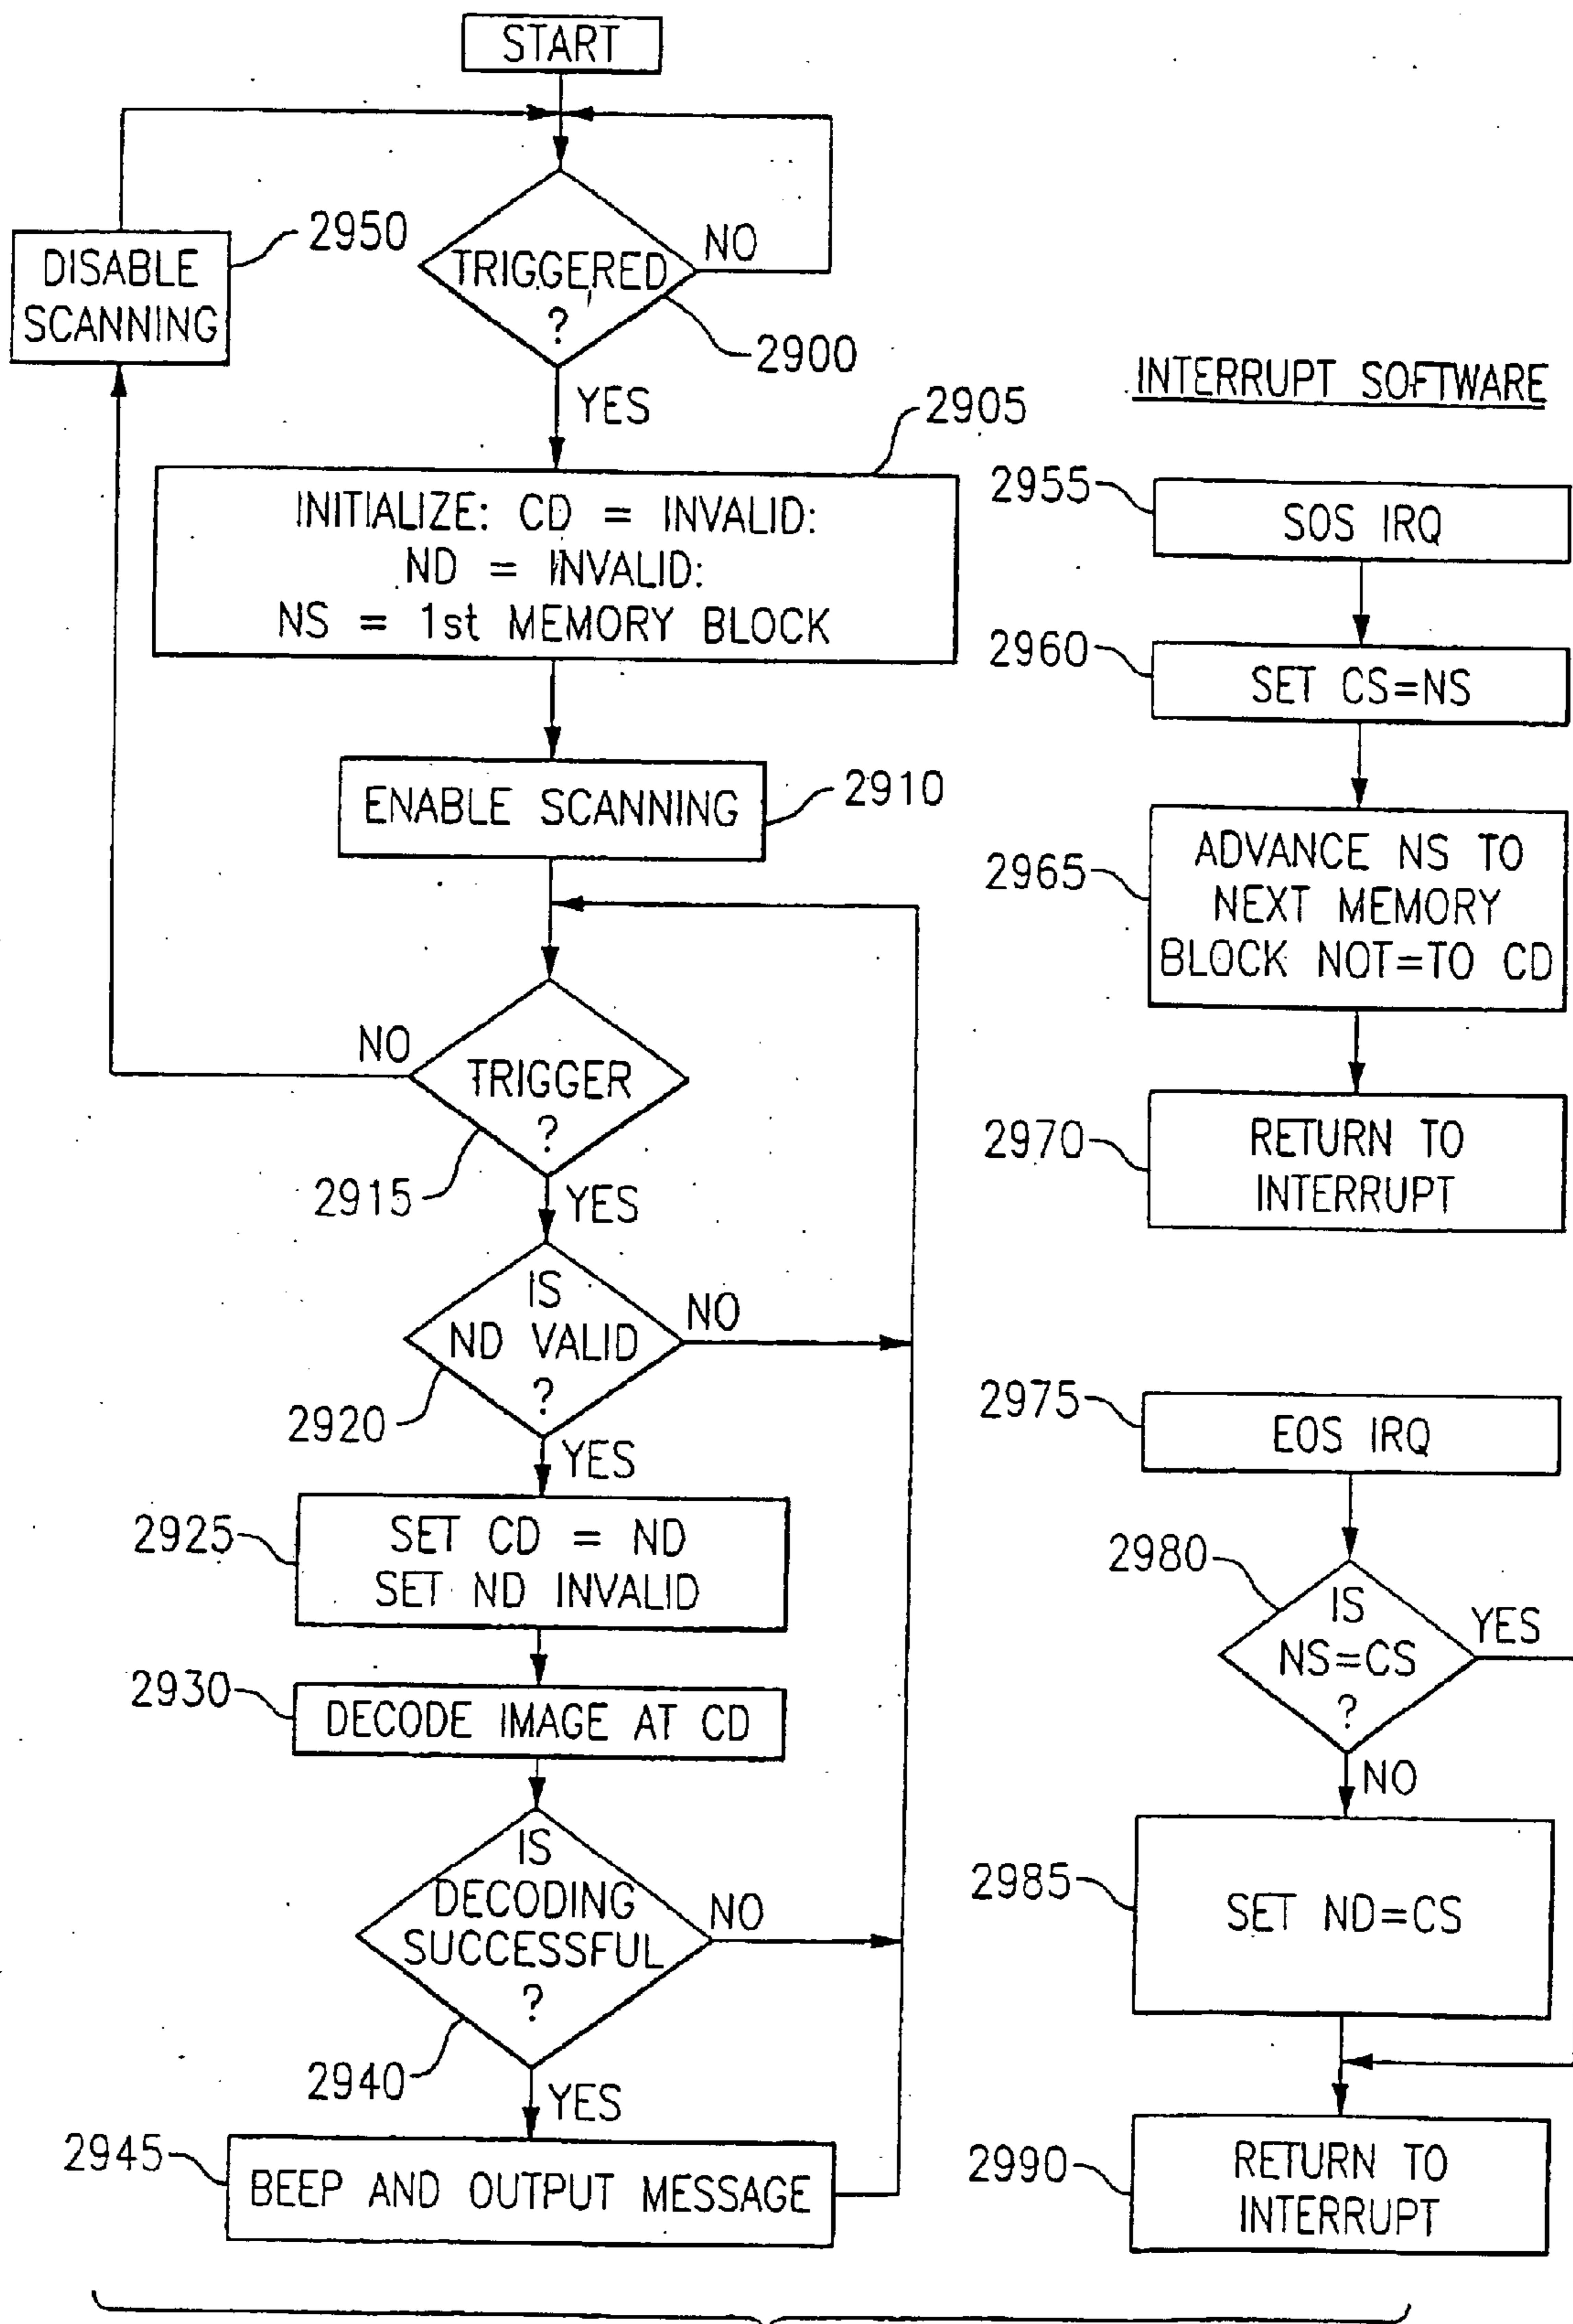 START
TRIGGERED
?
NO
YES
2900
2950
DISABLE
SCANNING
2905
INITIALIZE: CD = INVALID:
ND = INVALID:
NS = 1st MEMORY BLOCK
ENABLE SCANNING
2910
NO
TRIGGER
?
2915
YES
IS
ND VALID
?
NO
2920
YES
2925
SET CD = ND
SET ND INVALID
2930
DECODE IMAGE AT CD
IS
DECODING
SUCCESSFUL
?
NO
2940
YES
2945
BEEP AND OUTPUT MESSAGE
INTERRUPT SOFTWARE
2955
SOS IRQ
2960
SET CS=NS
2965
ADVANCE NS TO
NEXT MEMORY
BLOCK NOT=TO CD
2970
RETURN TO
INTERRUPT
2975
EOS IRQ
2980
IS
NS=CS
?
YES
NO
2985
SET ND=CS
2990
RETURN TO
INTERRUPT